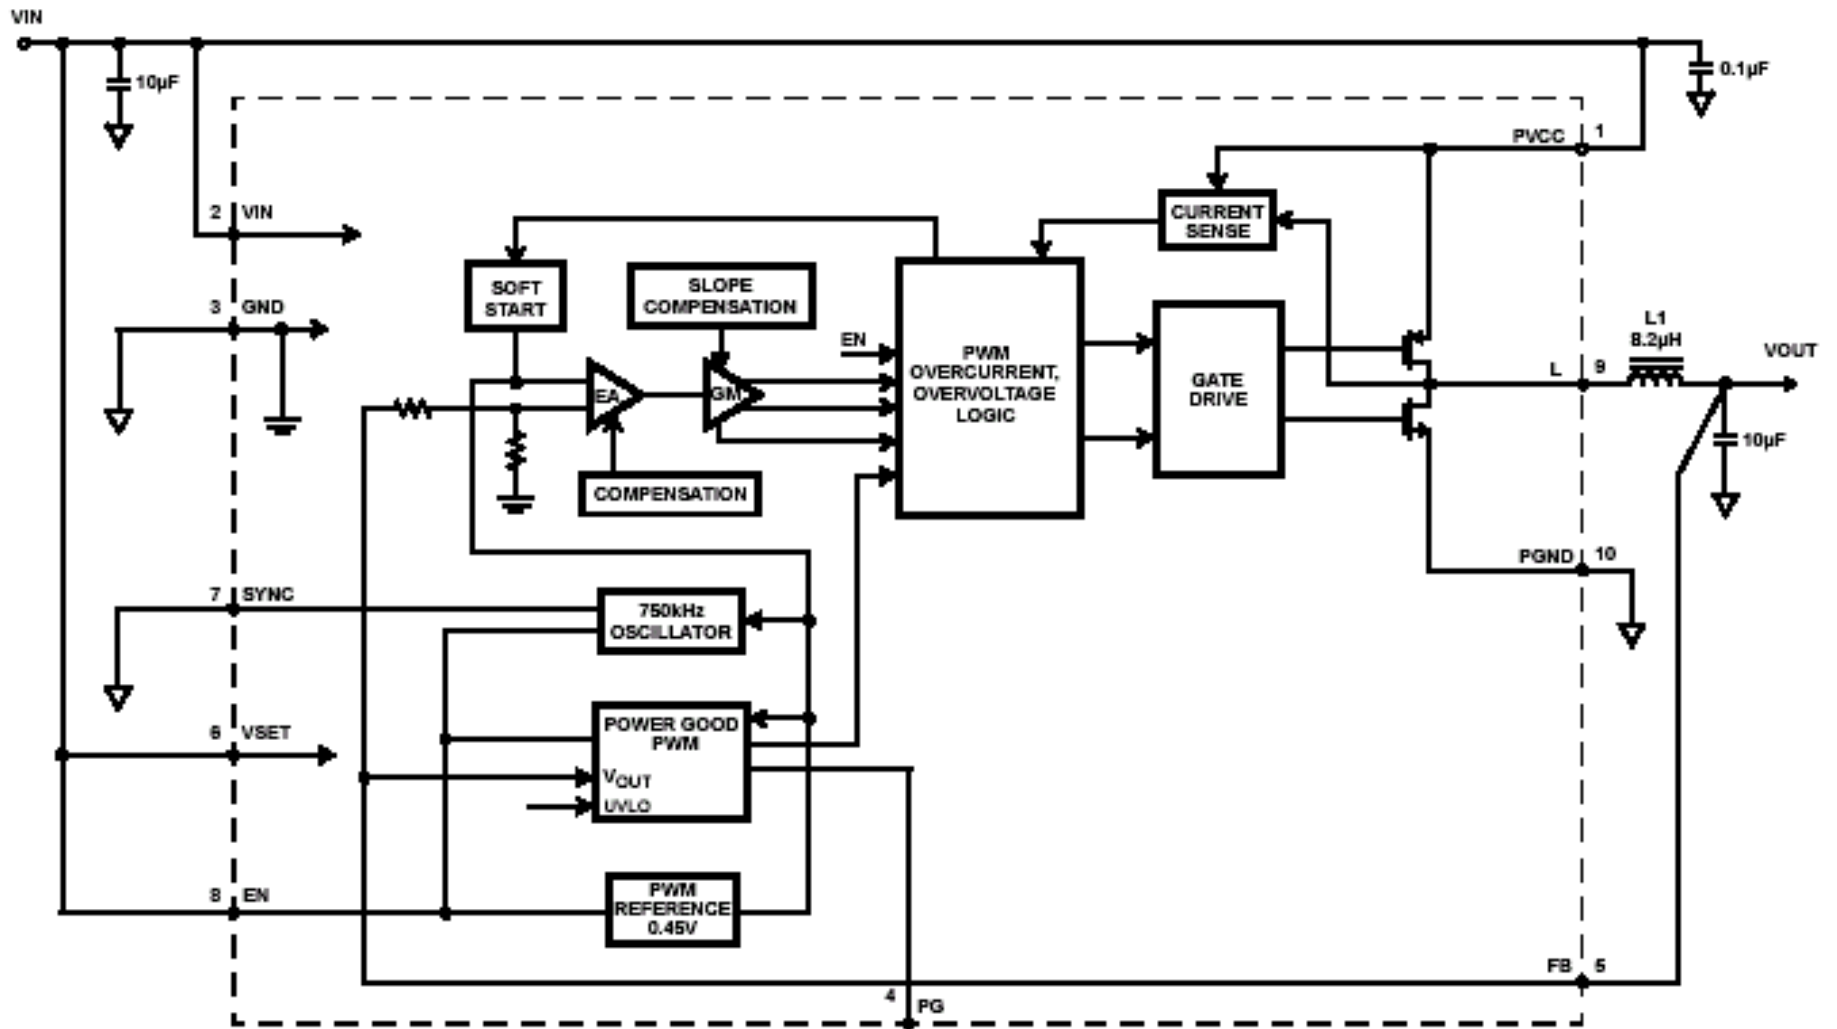 VIN
10µF
0.1µF
PVCC
1
2
VIN
CURRENT
SENSE
SOFT
START
SLOPE
COMPENSATION
3
GND
EN
PWM
OVERCURRENT,
OVERVOLTAGE
LOGIC
GATE
DRIVE
L1
8.2µH
VOUT
L
9
EA
GM
10µF
COMPENSATION
PGND
10
7
SYNC
750kHz
OSCILLATOR
6
VSET
POWER GOOD
PWM
VOUT
UVLO
8
EN
PWM
REFERENCE
0.45V
FB
5
4
PG